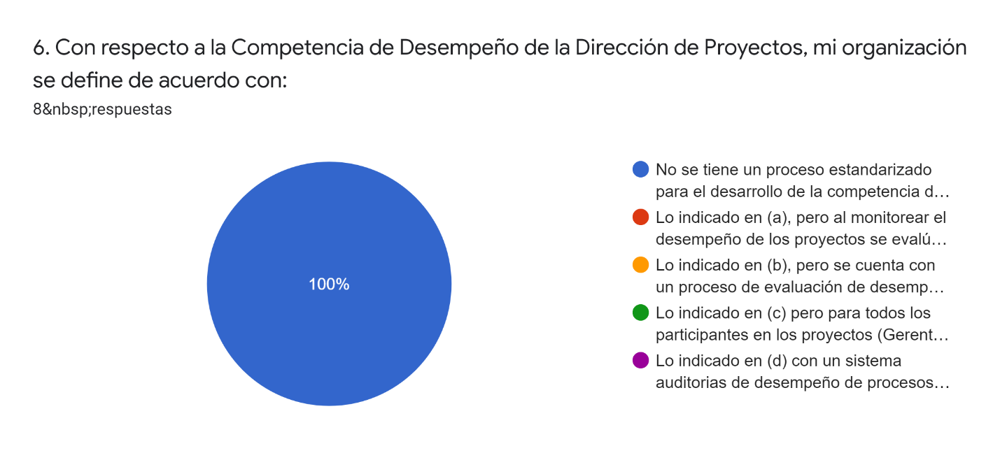 6. Con respecto a la Competencia de Desempeño de la Dirección de Proyectos, mi organización
se define de acuerdo con:
8&nbsp;respuestas
100%
No se tiene un proceso estandarizado
para el desarrollo de la competencia d…
Lo indicado en (a), pero al monitorear el
desempeño de los proyectos se evalú…
Lo indicado en (b), pero se cuenta con
un proceso de evaluación de desemp…
Lo indicado en (c) pero para todos los
participantes en los proyectos (Gerent…
Lo indicado en (d) con un sistema
auditorias de desempeño de procesos…